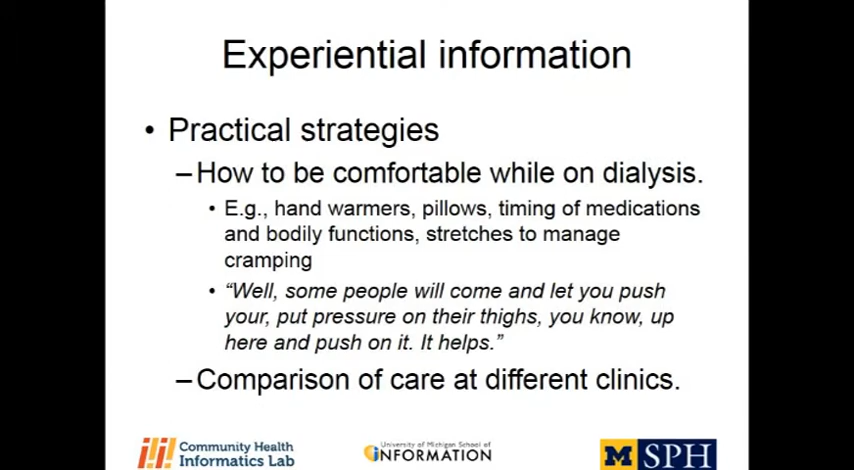 Experiential information
• Practical strategies
–How to be comfortable while on dialysis.
• E.g., hand warmers, pillows, timing of medications
and bodily functions, stretches to manage
cramping
• “Well, some people will come and let you push
your, put pressure on their thighs, you know, up
here and push on it. It helps.”
–Comparison of care at different clinics.
Community Health
Informatics Lab
University of Michigan School of
INFORMATION
M SPH